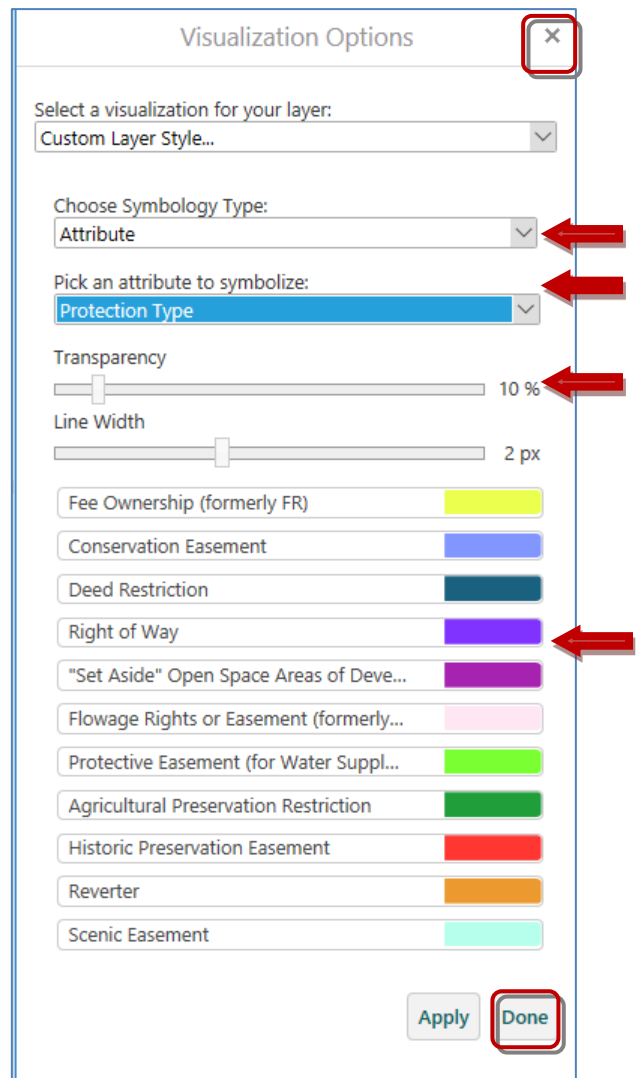 Visualization Options ×
Select a visualization for your layer:
Custom Layer Style...
Choose Symbology Type:
Attribute
Pick an attribute to symbolize:
Protection Type
Transparency
10 %
Line Width
2 px
Fee Ownership (formerly FR)
Conservation Easement
Deed Restriction
Right of Way
"Set Aside" Open Space Areas of Deve...
Flowage Rights or Easement (formerly...
Protective Easement (for Water Suppl...
Agricultural Preservation Restriction
Historic Preservation Easement
Reverter
Scenic Easement
Apply Done